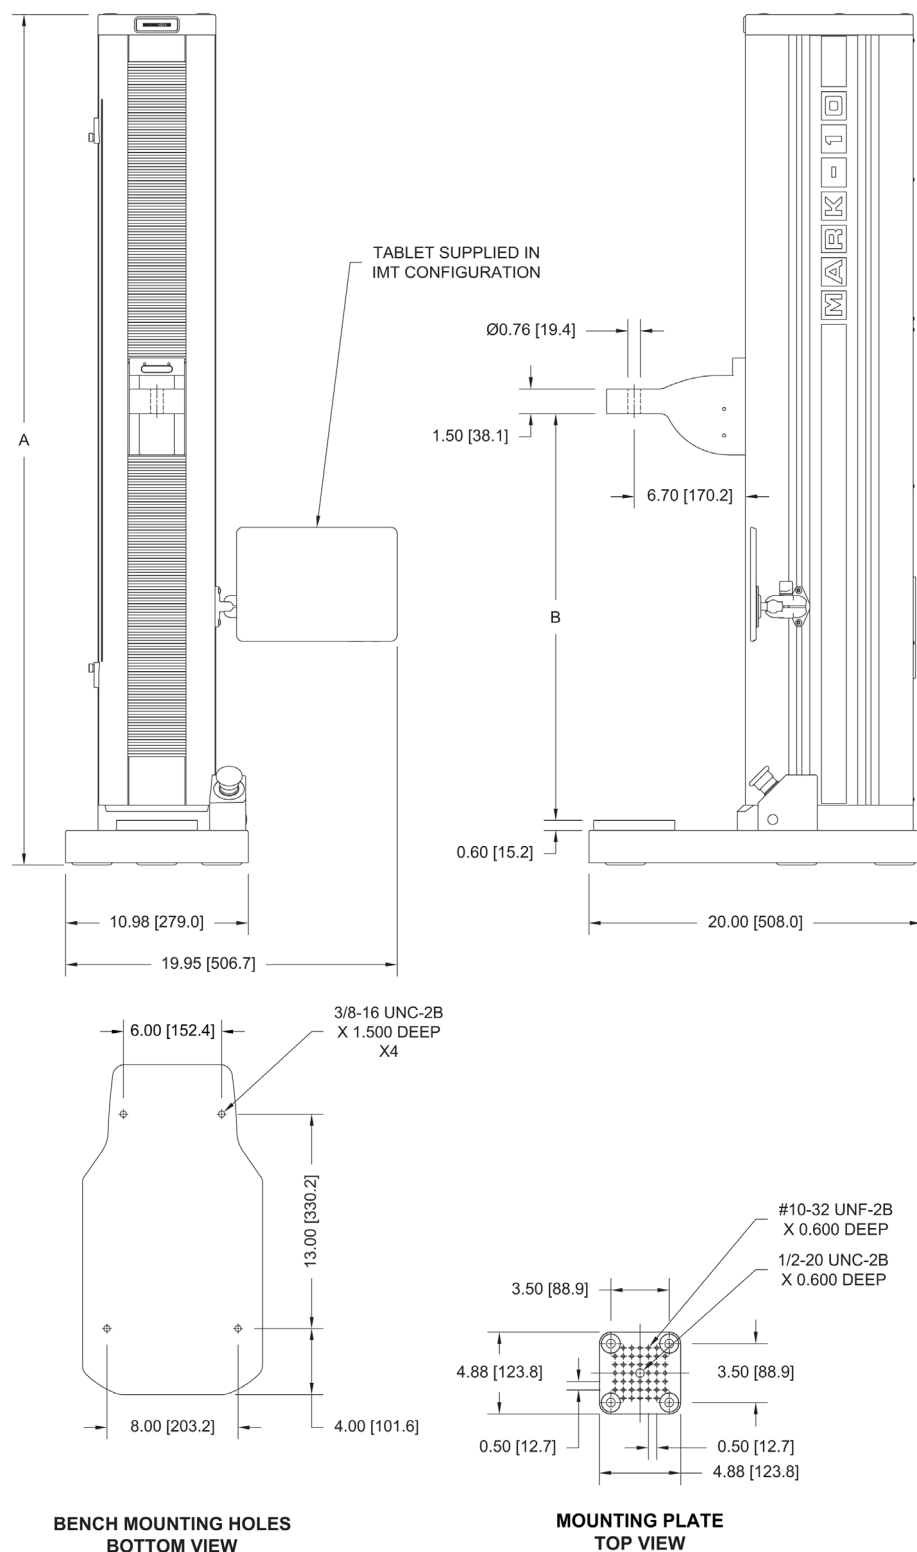 TABLET SUPPLIED IN
IMT CONFIGURATION
A
MARK-10
Ø0.76 [19.4]
1.50 [38.1]
6.70 [170.2]
B
0.60 [15.2]
10.98 [279.0]
19.95 [506.7]
20.00 [508.0]
3/8-16 UNC-2B
X 1.500 DEEP
X4
6.00 [152.4]
13.00 [330.2]
8.00 [203.2]
4.00 [101.6]
BENCH MOUNTING HOLES
BOTTOM VIEW
#10-32 UNF-2B
X 0.600 DEEP
1/2-20 UNC-2B
X 0.600 DEEP
3.50 [88.9]
4.88 [123.8]
3.50 [88.9]
0.50 [12.7]
0.50 [12.7]
4.88 [123.8]
MOUNTING PLATE
TOP VIEW